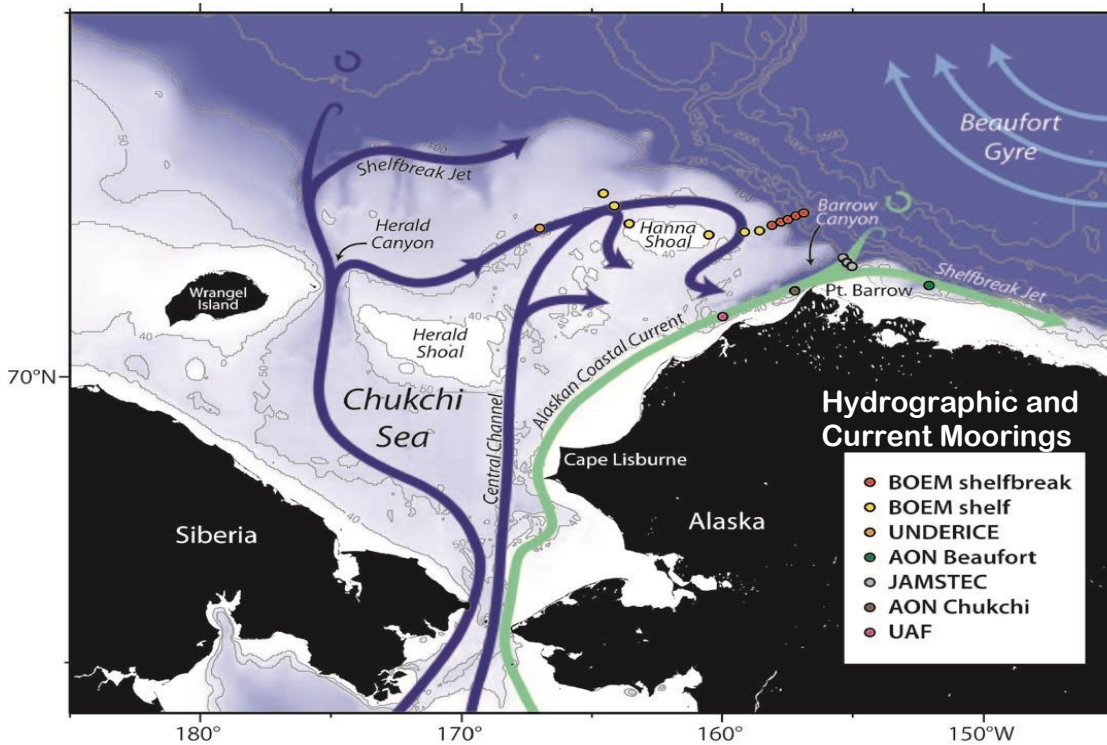 Beaufort
Gyre
100
50
Shelfbreak Jet
Barrow
Canyon
Herald
Canyon
Hanna
Shoal
Shelfbreak Jet
Wrangel
Island
Pt. Barrow
40
Herald
Shoal
Alaskan Coastal Current
70°N
Chukchi
Sea
Central Channel
Cape Lisburne
Siberia
Alaska
Hydrographic and
Current Moorings
BOEM shelfbreak
BOEM shelf
UNDERICE
AON Beaufort
JAMSTEC
AON Chukchi
UAF
180°
170°
160°
150°W